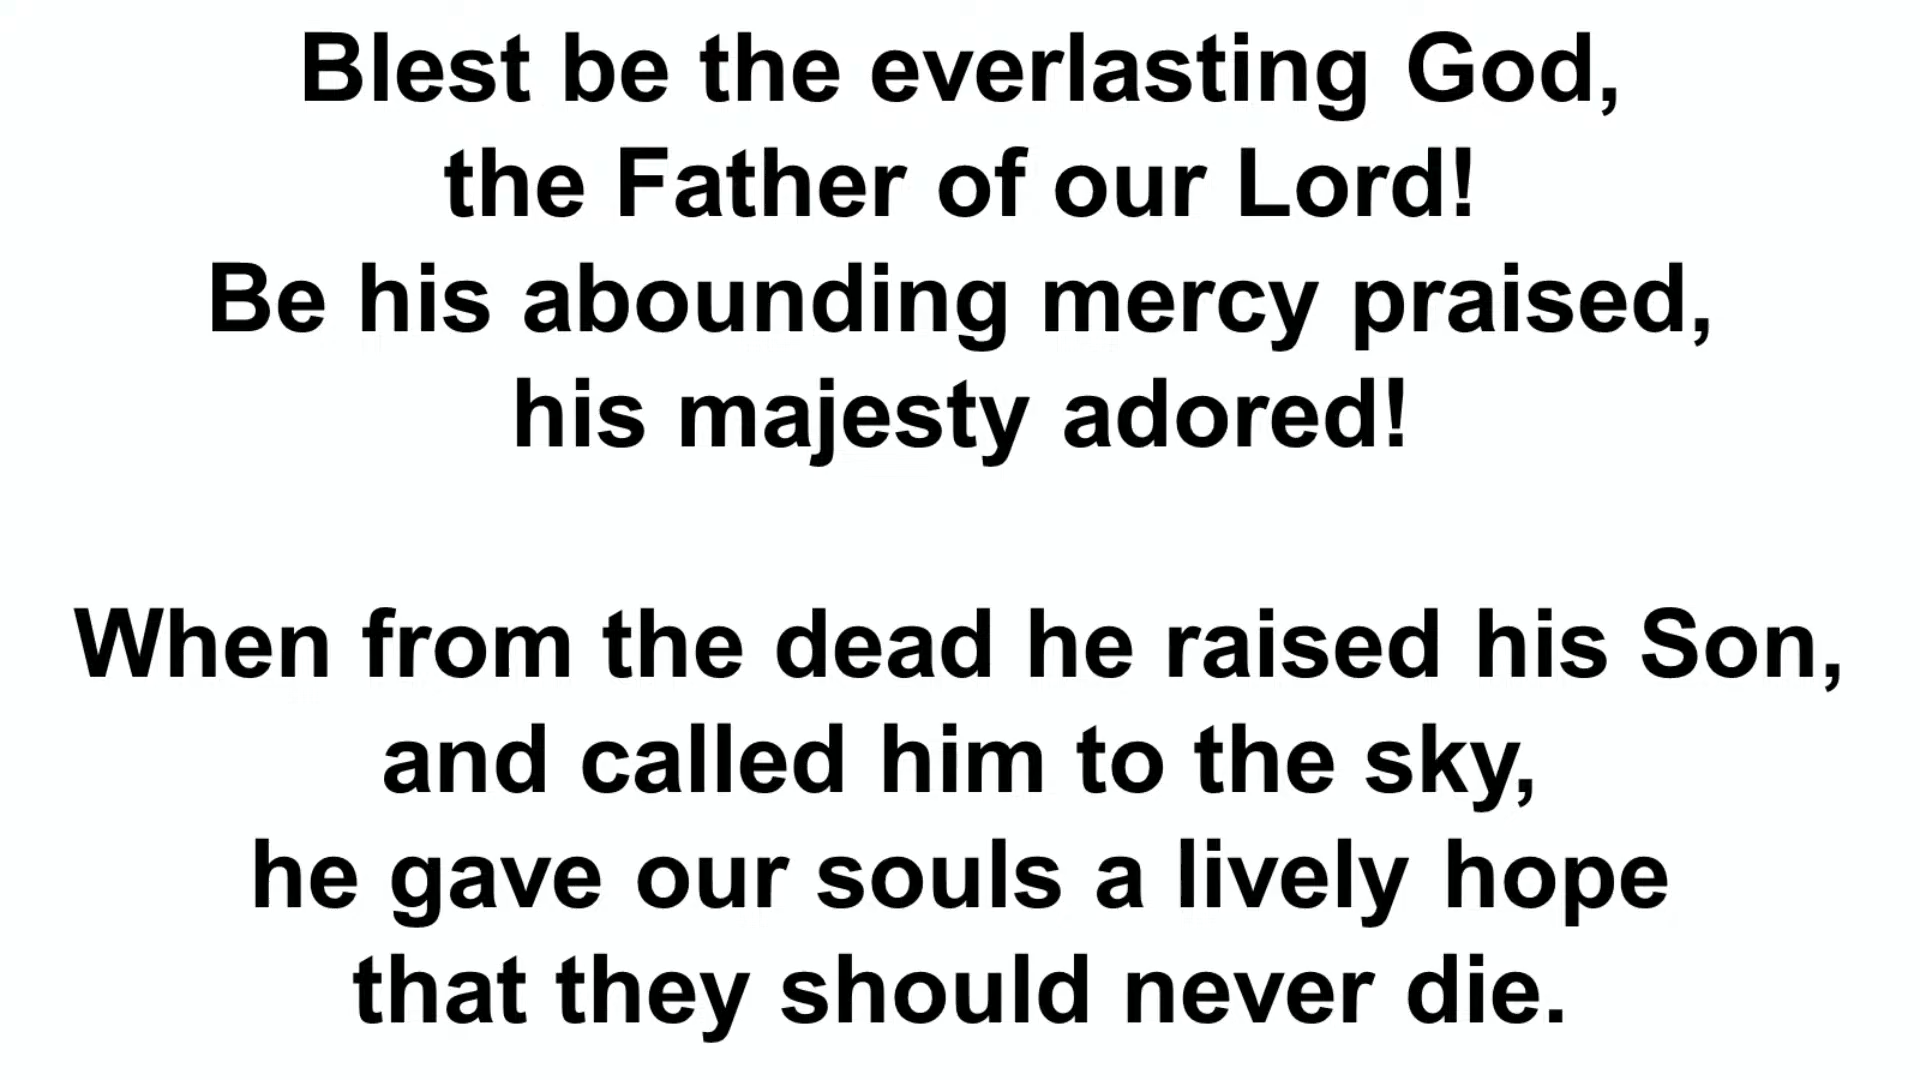 Blest be the everlasting God,
the Father of our Lord!
Be his abounding mercy praised,
his majesty adored!
When from the dead he raised his Son,
and called him to the sky,
he gave our souls a lively hope
that they should never die.